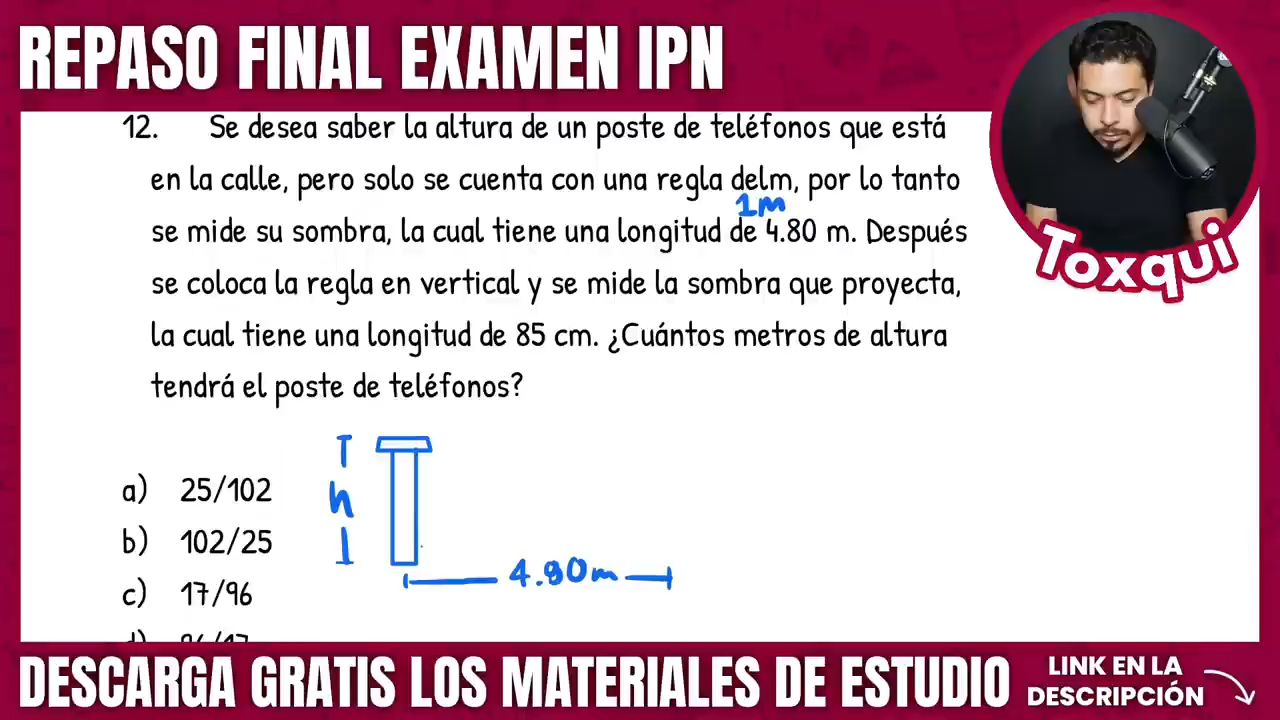 REPASO FINAL EXAMEN IPN
12. Se desea saber la altura de un poste de teléfonos que está
en la calle, pero solo se cuenta con una regla delm, por lo tanto
1m
se mide su sombra, la cual tiene una longitud de 4.80 m. Después
se coloca la regla en vertical y se mide la sombra que proyecta,
la cual tiene una longitud de 85 cm. ¿Cuántos metros de altura
tendrá el poste de teléfonos?
Toxqui
a) 25/102
h
b) 102/25
4.80m
c) 17/96
d) 96/17
DESCARGA GRATIS LOS MATERIALES DE ESTUDIO
LINK EN LA
DESCRIPCIÓN